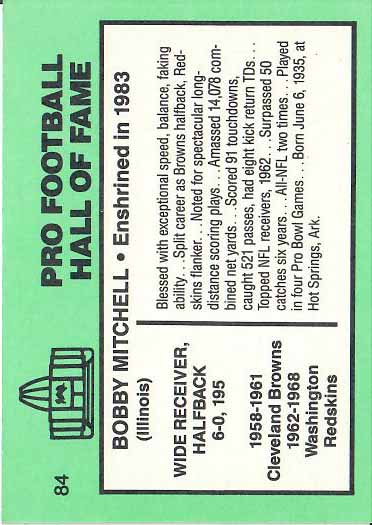 84
PRO FOOTBALL
HALL OF FAME
BOBBY MITCHELL • Enshrined in 1983
(Illinois)
WIDE RECEIVER,
HALFBACK
6-0, 195
1958-1961
Cleveland Browns
1962-1968
Washington
Redskins
Blessed with exceptional speed, balance, faking
ability. . . Split career as Browns halfback, Red-
skins flanker. . . Noted for spectacular long-
distance scoring plays. . . Amassed 14,078 com-
bined net yards. . . Scored 91 touchdowns,
caught 521 passes, had eight kick return TDs. . .
Topped NFL receivers, 1962. . . Surpassed 50
catches six years. . . All-NFL two times. . . Played
in four Pro Bowl Games. . . Born June 6, 1935, at
Hot Springs, Ark.